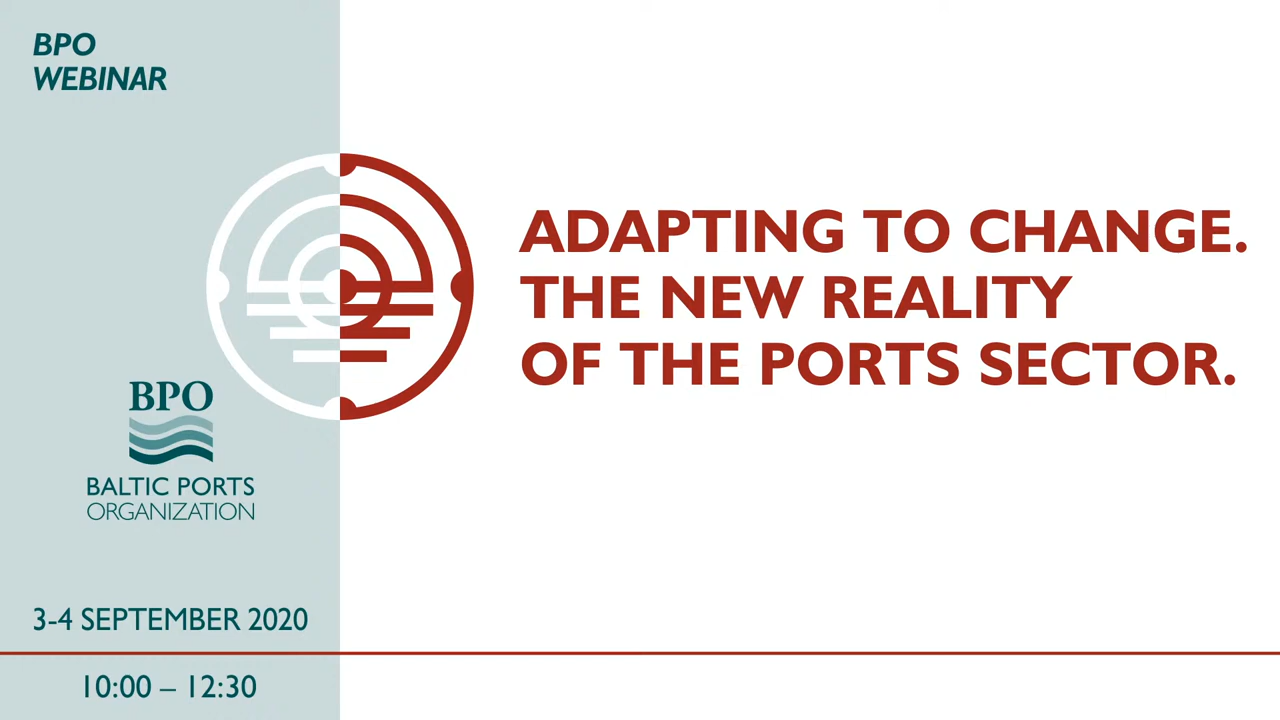 BPO
WEBINAR
ADAPTING TO CHANGE.
THE NEW REALITY
OF THE PORTS SECTOR.
BPO
BALTIC PORTS
ORGANIZATION
3-4 SEPTEMBER 2020
10:00 – 12:30